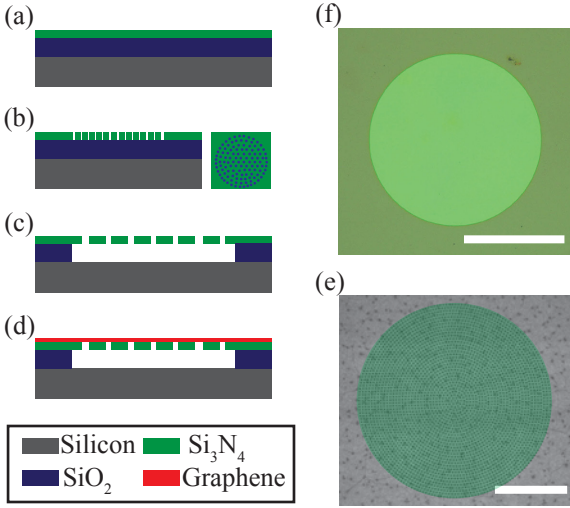 (a)
(b)
(c)
(d)
Silicon
Si₃N₄
SiO₂
Graphene
(f)
(e)